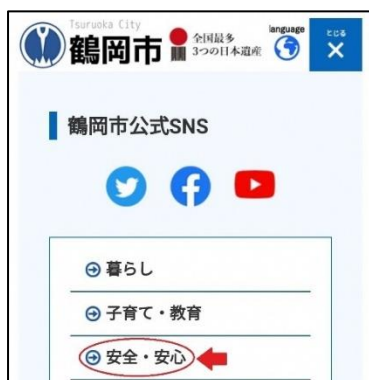 Tsuruoka City
鶴岡市
全国最多
3つの日本遺産
language
とじる
鶴岡市公式SNS
暮らし
子育て・教育
安全・安心